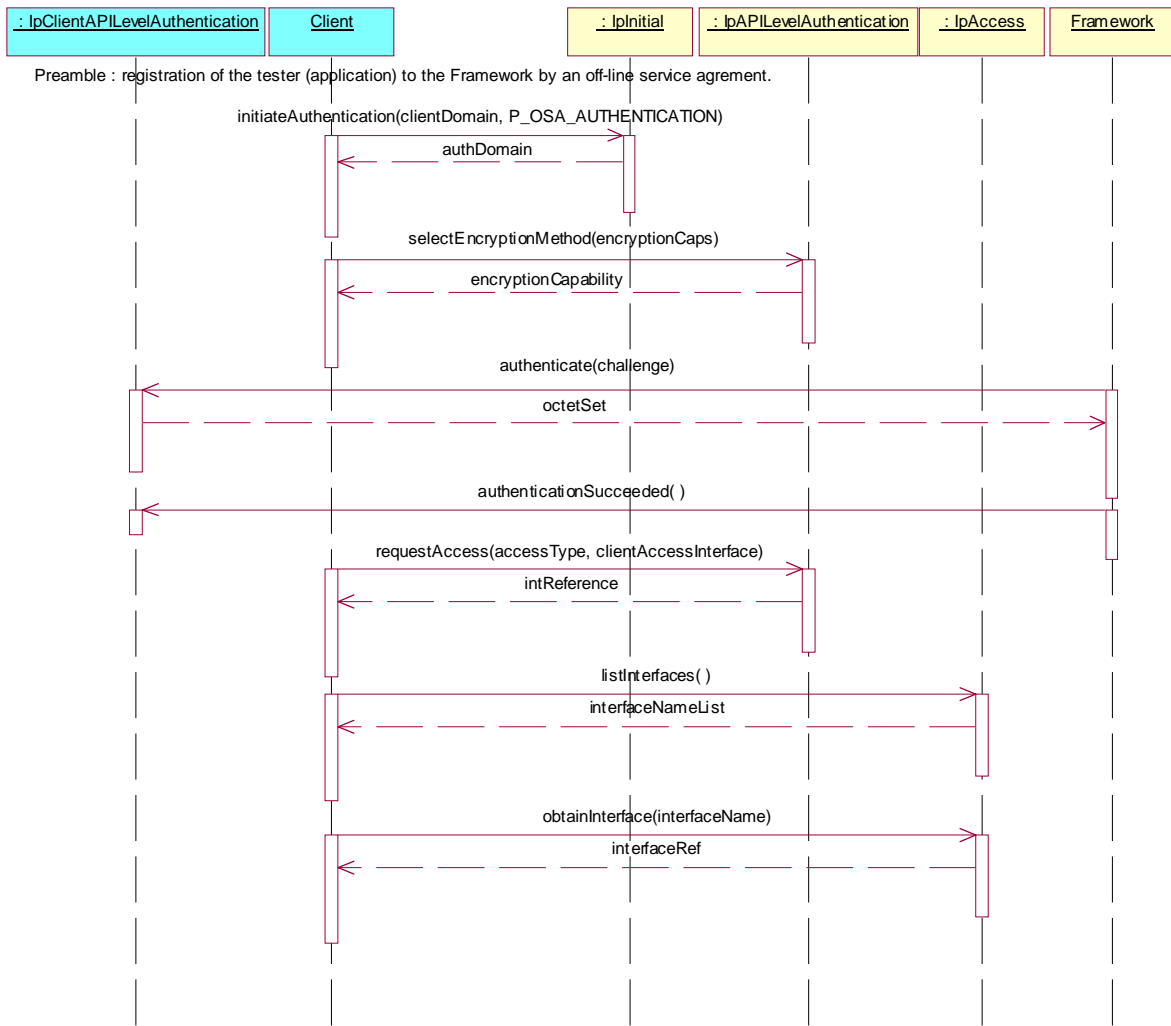 : IpClientAPILevelAuthentication
Client
: IpInitial
: IpAPILevelAuthentication
: IpAccess
Framework
Preamble : registration of the tester (application) to the Framework by an off-line service agrement.
initiateAuthentication(clientDomain, P_OSA_AUTHENTICATION)
authDomain
selectEncryptionMethod(encryptionCaps)
encryptionCapability
authenticate(challenge)
octetSet
authenticationSucceeded( )
requestAccess(accessType, clientAccessInterface)
intReference
listInterfaces( )
interfaceNameList
obtainInterface(interfaceName)
interfaceRef